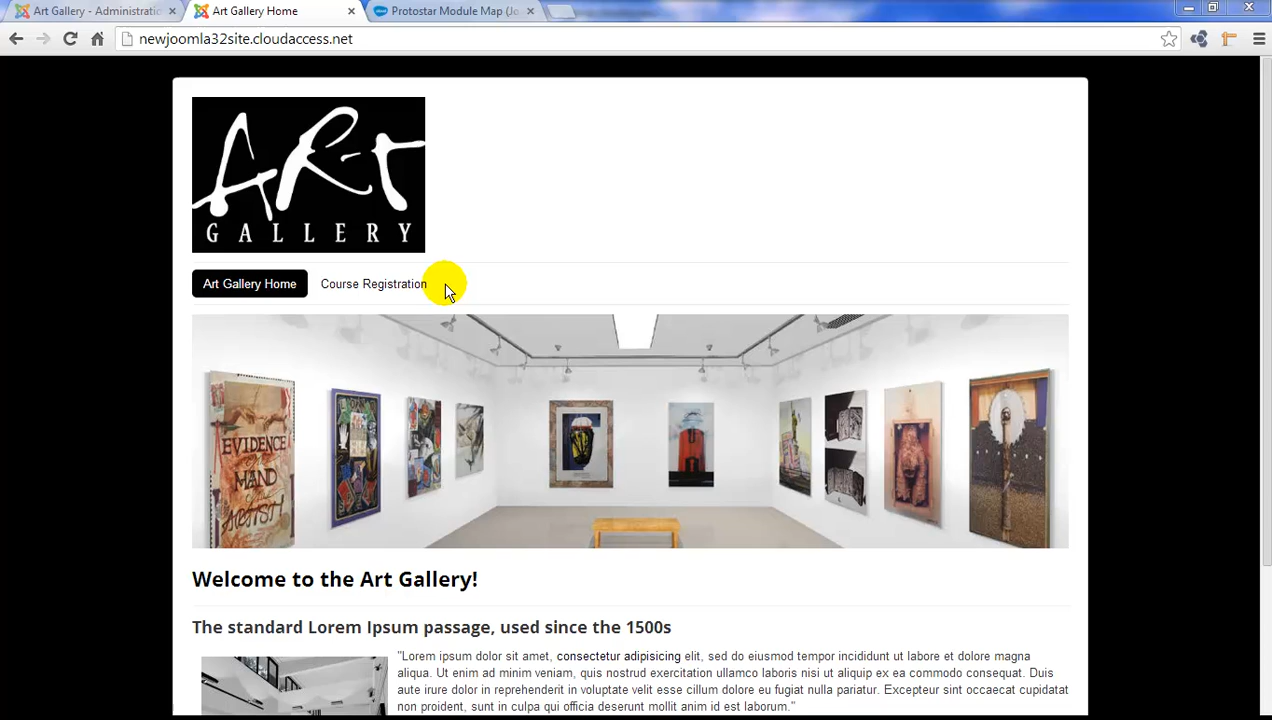 Art Gallery - Administratio
Art Gallery Home
Protostar Module Map (Jo
newjoomla32site.cloudaccess.net
ART
GALLERY
Art Gallery Home
Course Registration
EVIDENCE
HAND
ARTIST
Welcome to the Art Gallery!
The standard Lorem Ipsum passage, used since the 1500s
"Lorem ipsum dolor sit amet, consectetur adipisicing elit, sed do eiusmod tempor incididunt ut labore et dolore magna
aliqua. Ut enim ad minim veniam, quis nostrud exercitation ullamco laboris nisi ut aliquip ex ea commodo consequat. Duis
aute irure dolor in reprehenderit in voluptate velit esse cillum dolore eu fugiat nulla pariatur. Excepteur sint occaecat cupidatat
non proident, sunt in culpa qui officia deserunt mollit anim id est laborum."